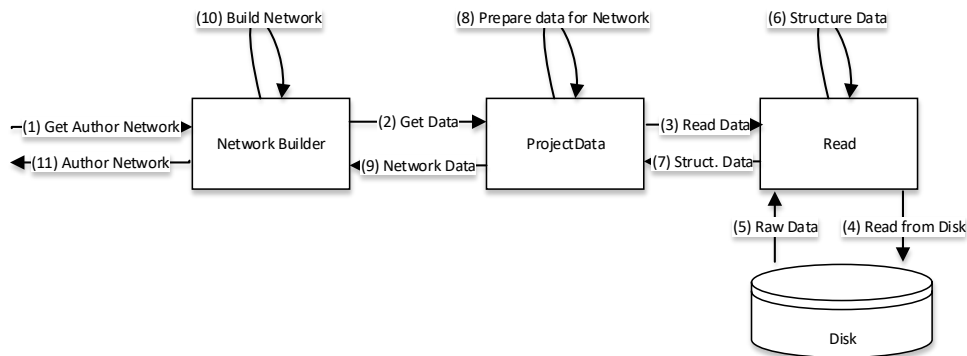 (10) Build Network
(8) Prepare data for Network
(6) Structure Data
(1) Get Author Network
(2) Get Data
(3) Read Data
Network Builder
ProjectData
Read
(11) Author Network
(9) Network Data
(7) Struct. Data
(5) Raw Data
(4) Read from Disk
Disk